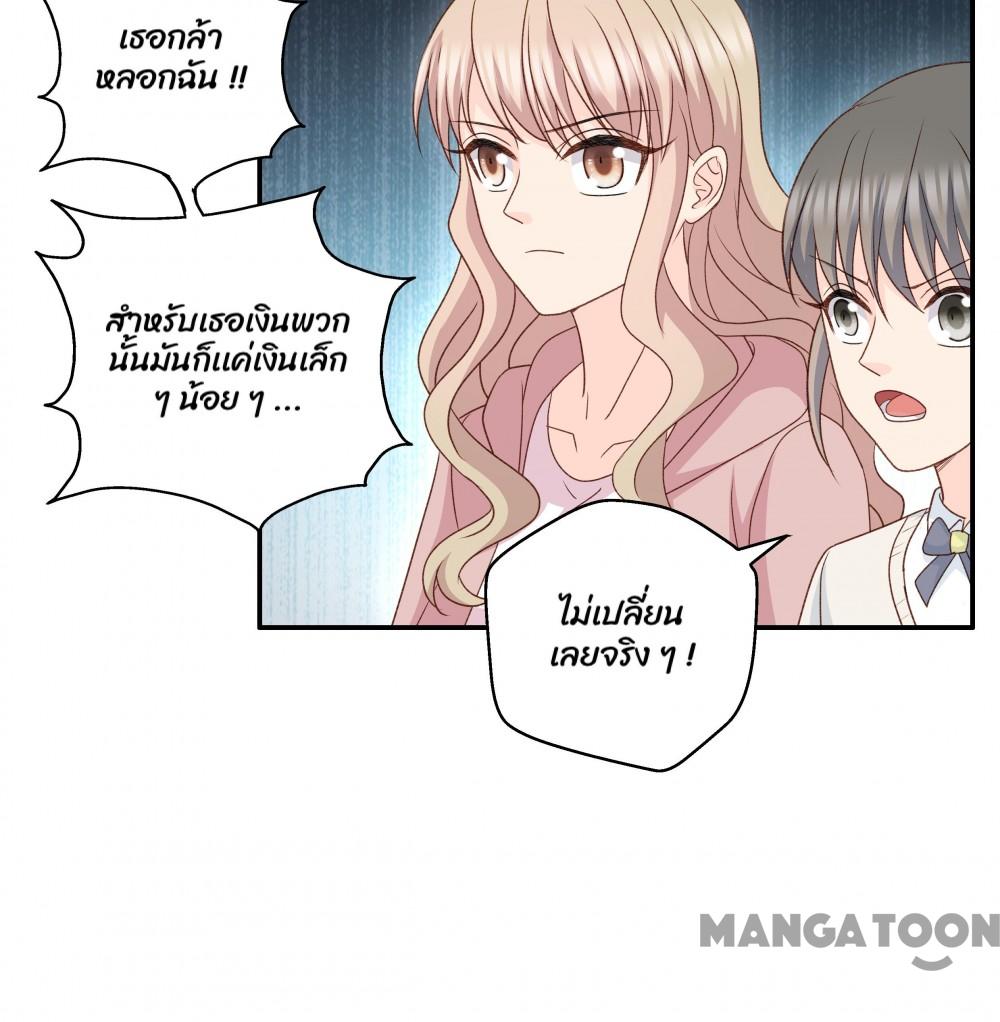 เธอกล้า
หลอกฉัน !!
สำหรับเธอเงินพวก
นั้นมันก็แค่เงินเล็ก
ๆ น้อย ๆ ...
ไม่เปลี่ยน
เลยจริง ๆ !
MANGATOON